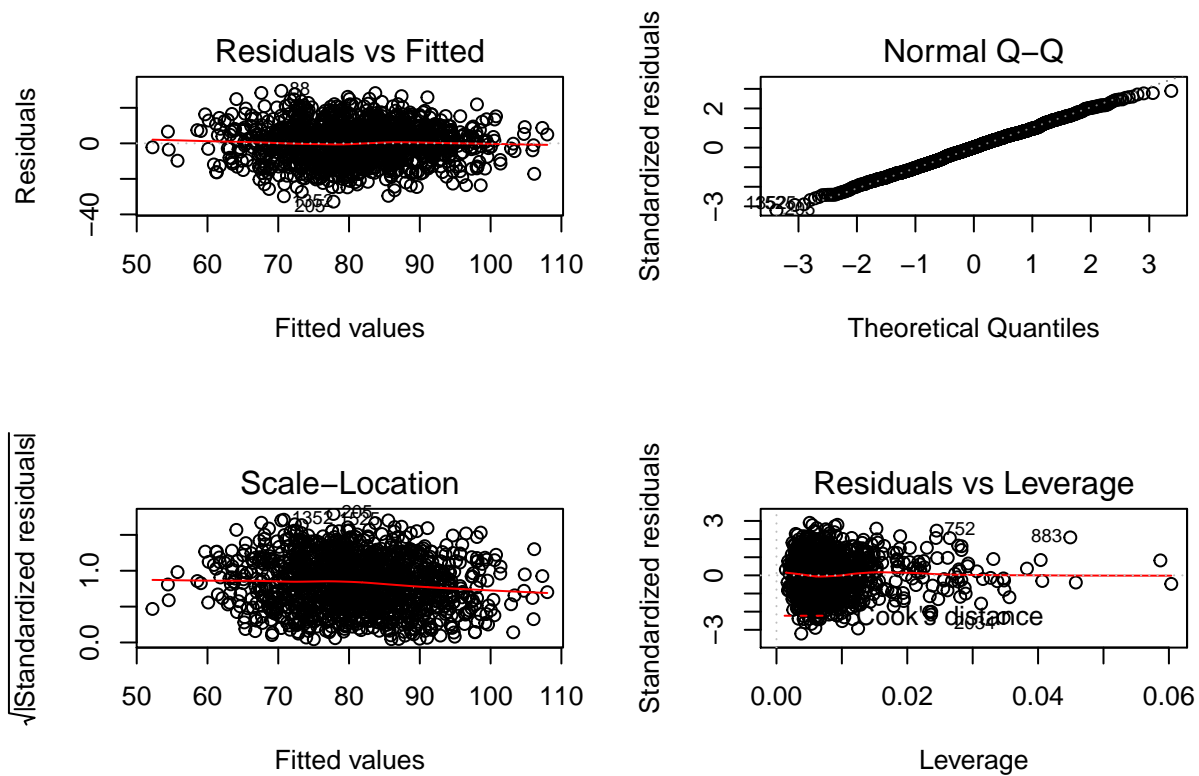 Residuals vs Fitted
Residuals
0
−40
88
205
50 60 70 80 90 100 110
Fitted values
Normal Q−Q
Standardized residuals
2
0
−3
−3 −2 −1 0 1 2 3
Theoretical Quantiles
Scale−Location
√|Standardized residuals|
1.0
0.0
1352
205
50 60 70 80 90 100 110
Fitted values
Residuals vs Leverage
Standardized residuals
3
0
−3
752
883
Cook's distance
0.00 0.02 0.04 0.06
Leverage